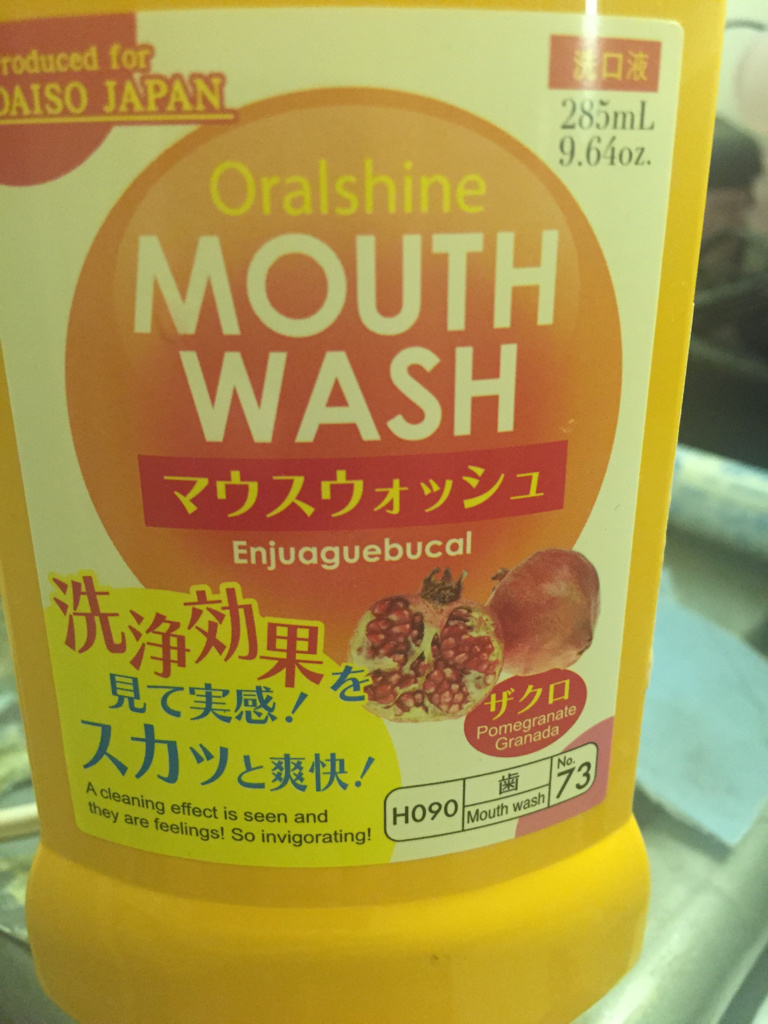 roduced for
DAISO JAPAN
洗口液
285mL
9.64oz.
Oralshine
MOUTH
WASH
マウスウォッシュ
Enjuaguebucal
洗浄効果を
見て実感!
スカッと爽快!
A cleaning effect is seen and
they are feelings! So invigorating!
ザクロ
Pomegranate
Granada
H090
歯
Mouth wash
No.
73